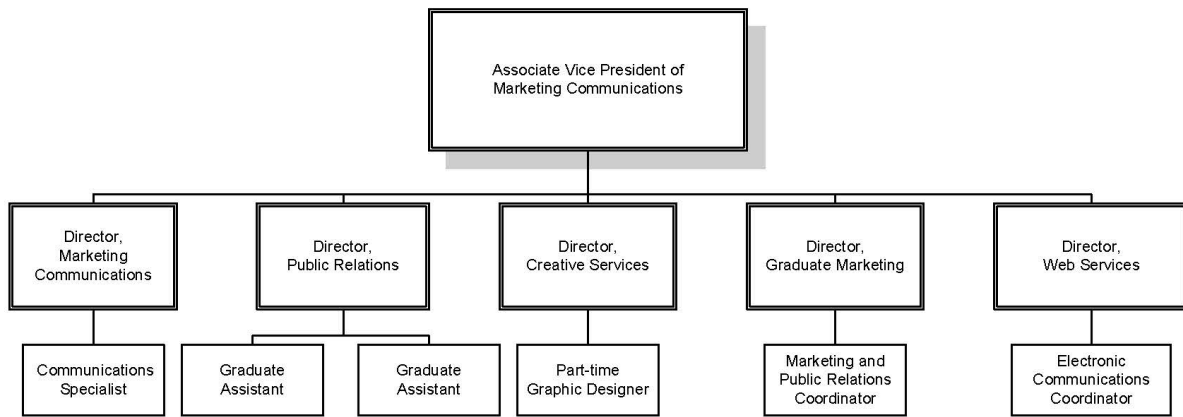 Associate Vice President of
Marketing Communications
Director,
Marketing
Communications
Director,
Public Relations
Director,
Creative Services
Director,
Graduate Marketing
Director,
Web Services
Communications
Specialist
Graduate
Assistant
Graduate
Assistant
Part-time
Graphic Designer
Marketing and
Public Relations
Coordinator
Electronic
Communications
Coordinator